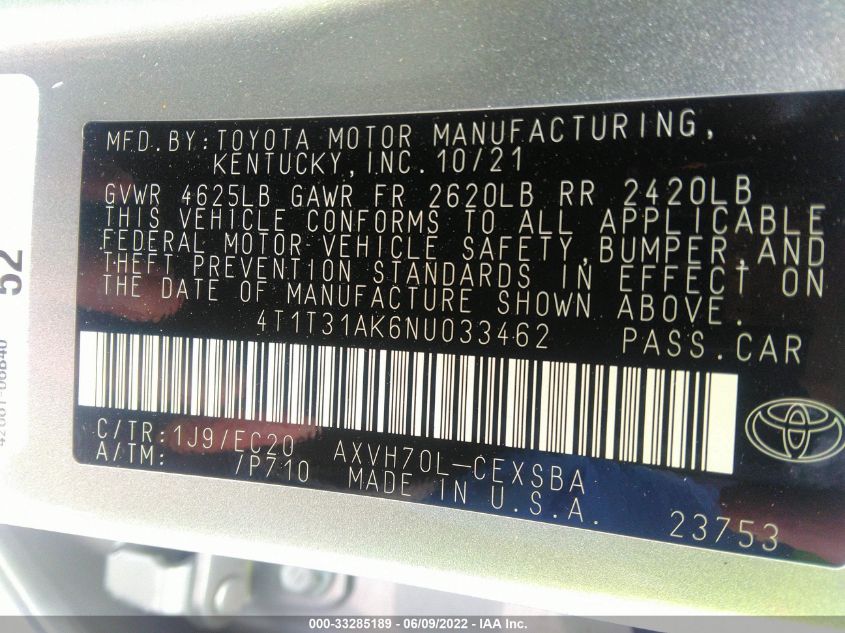 MFD. BY: TOYOTA MOTOR MANUFACTURING,
KENTUCKY, INC. 10/21
GVWR 4625LB GAWR FR 2620LB RR 2420LB
THIS VEHICLE CONFORMS TO ALL APPLICABLE
FEDERAL MOTOR VEHICLE SAFETY, BUMPER, AND
THEFT PREVENTION STANDARDS IN EFFECT ON
THE DATE OF MANUFACTURE SHOWN ABOVE.
4T1T31AK6NU033462 PASS. CAR
C/TR: 1J9/EC20 AXVH70L-CEXSBA
A/TM: /P710 MADE IN U.S.A.
23753
52
000-33285189 - 06/09/2022 - IAA Inc.